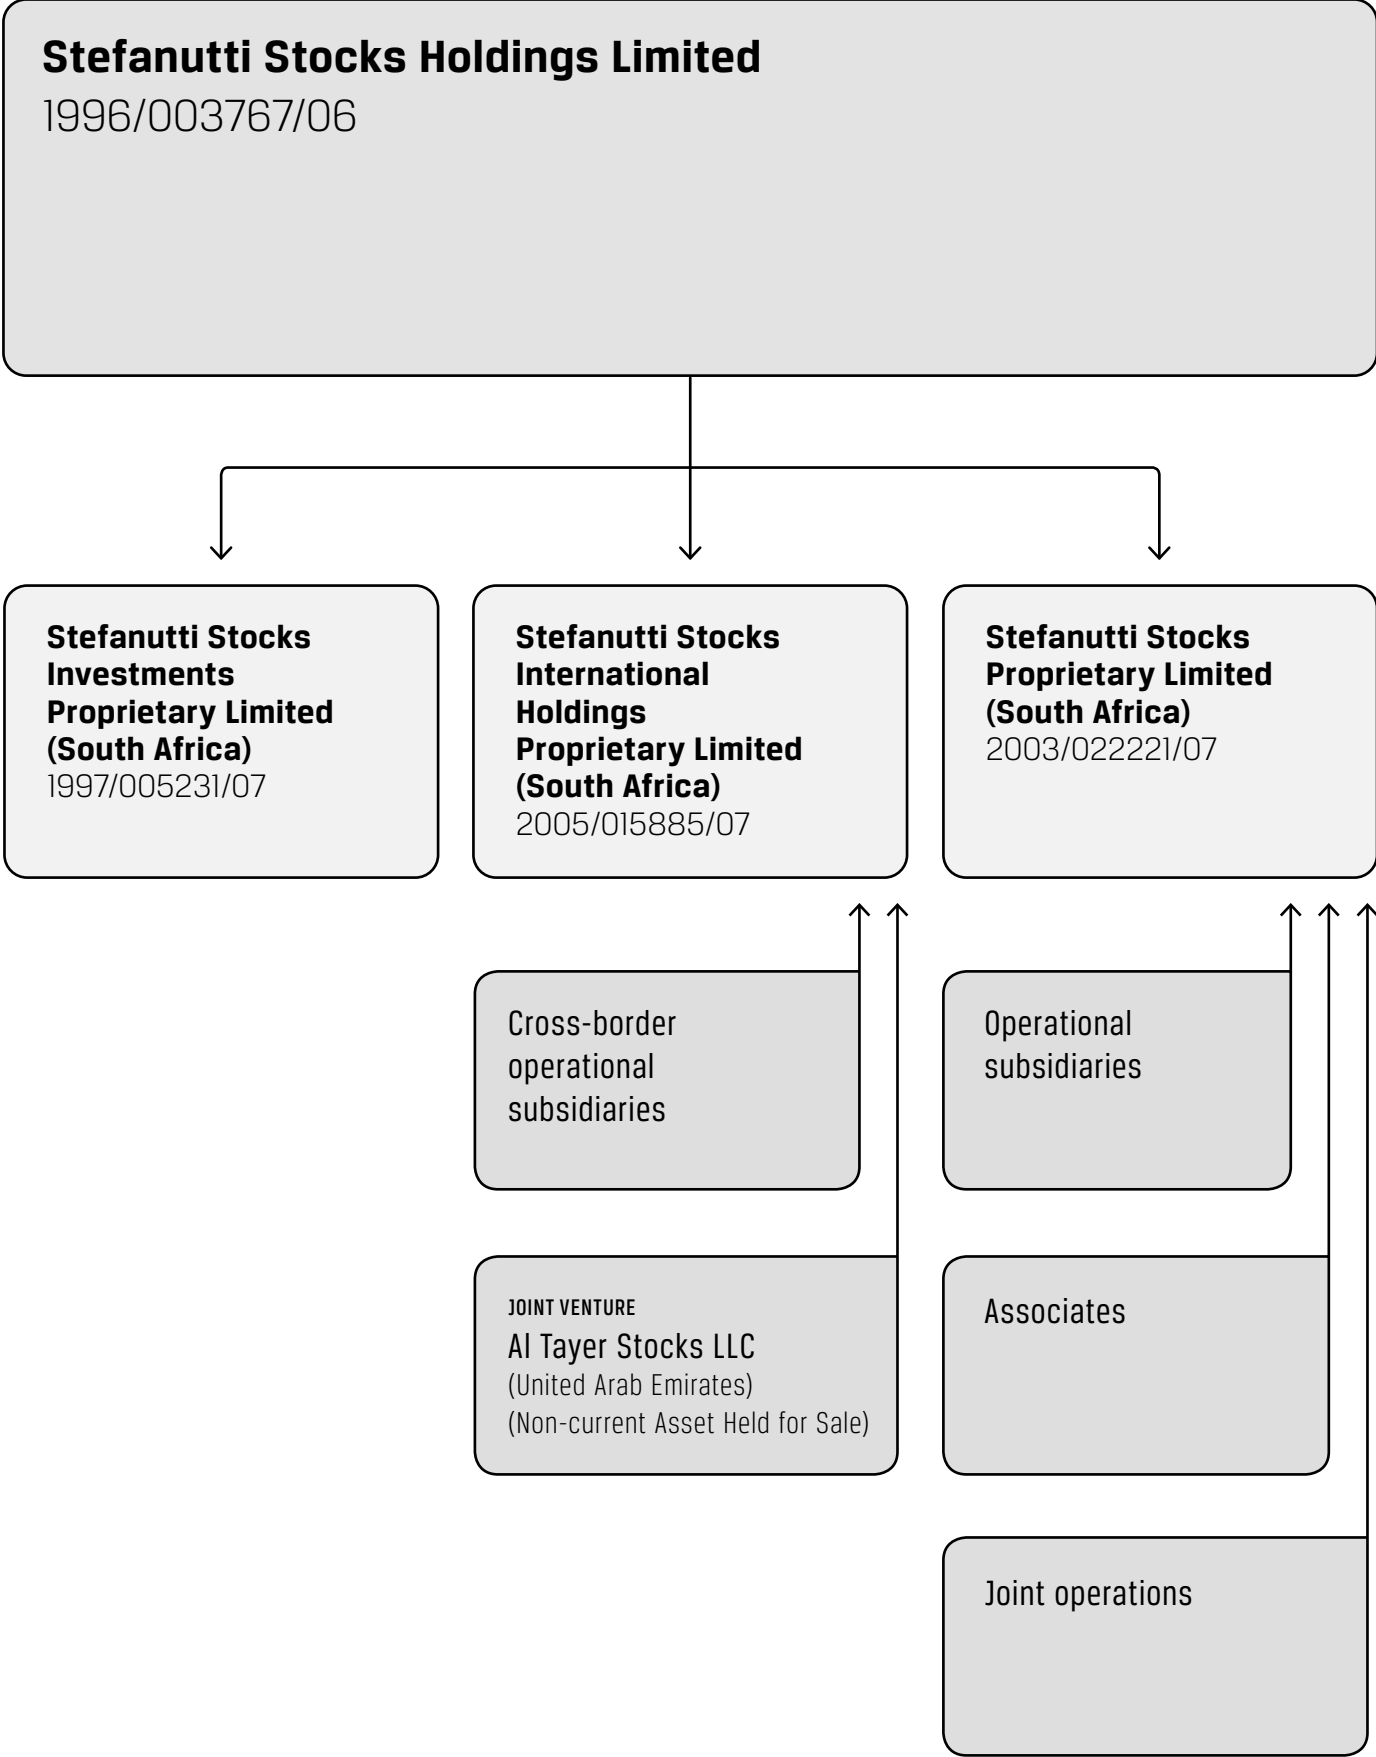 Stefanutti Stocks Holdings Limited
1996/003767/06
Stefanutti Stocks
Investments
Proprietary Limited
(South Africa)
1997/005231/07
Stefanutti Stocks
International
Holdings
Proprietary Limited
(South Africa)
2005/015885/07
Stefanutti Stocks
Proprietary Limited
(South Africa)
2003/022221/07
Cross-border
operational
subsidiaries
Operational
subsidiaries
JOINT VENTURE
Al Tayer Stocks LLC
(United Arab Emirates)
(Non-current Asset Held for Sale)
Associates
Joint operations